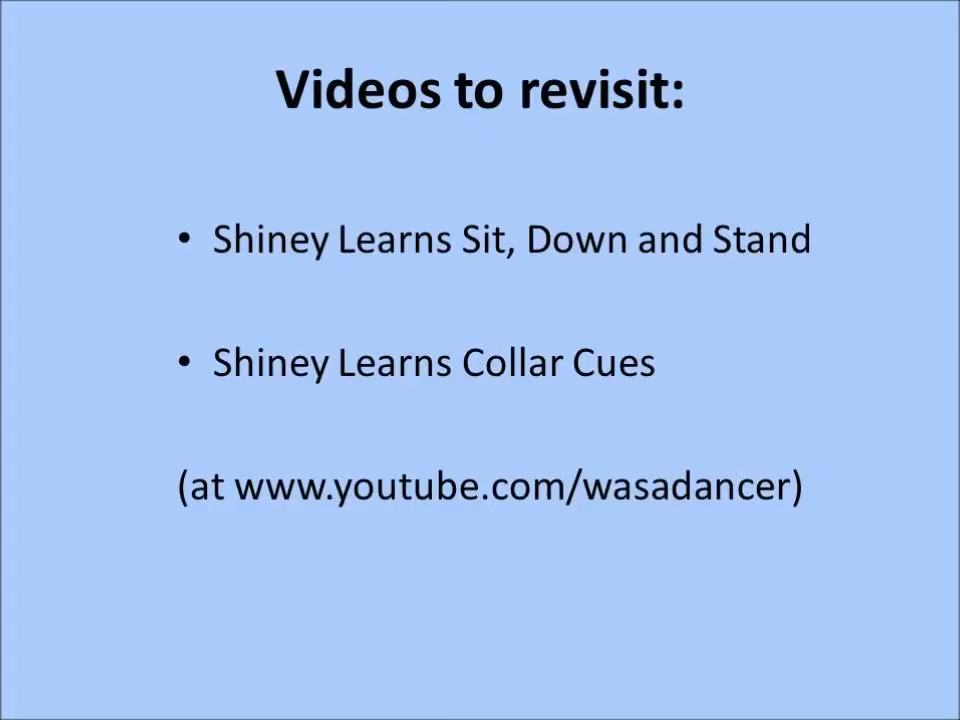 Videos to revisit:
• Shiney Learns Sit, Down and Stand
• Shiney Learns Collar Cues
(at www.youtube.com/wasadancer)